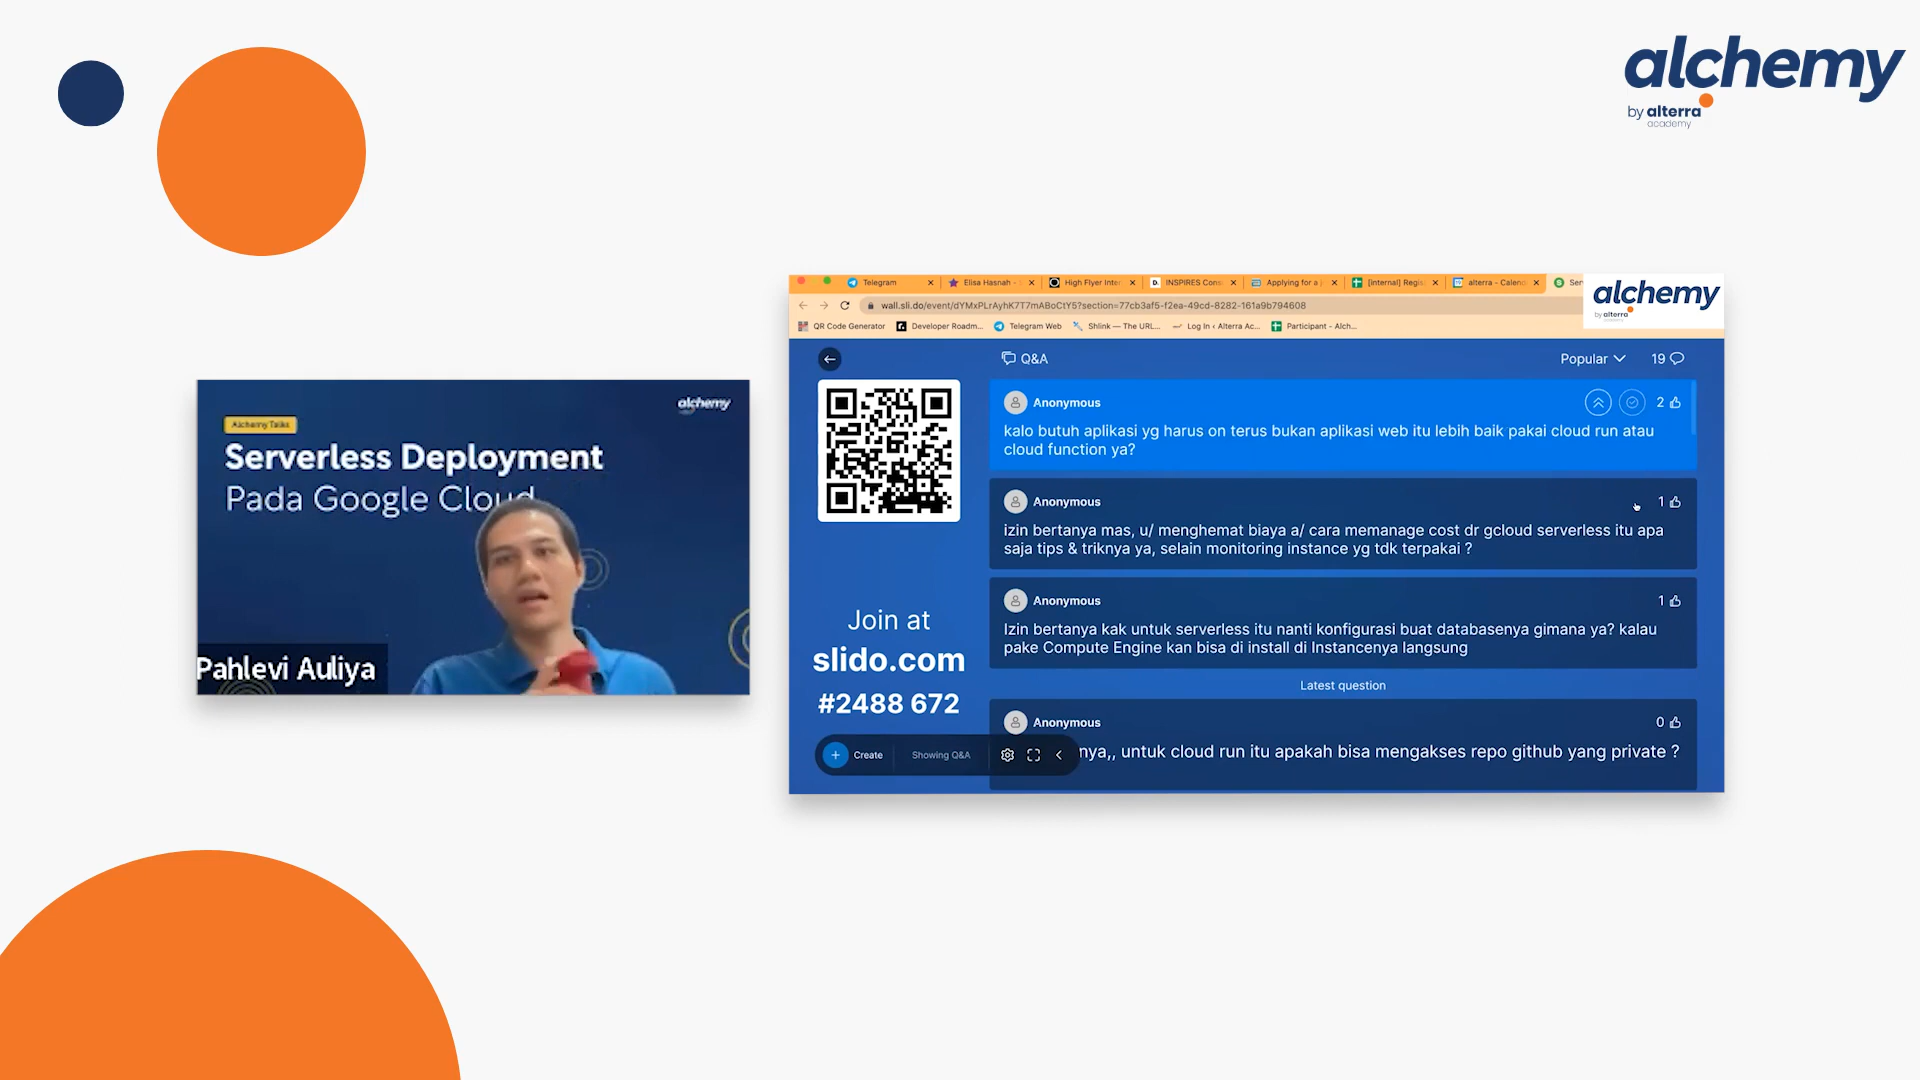 alchemy
by alterra
academy
alchemy
Alchemy Talks
Serverless Deployment
Pada Google Cloud
Pahlevi Auliya
Telegram
Elisa Hasnah -
High Flyer Inter
INSPIRES Cons
Applying for a
[internal] Regis
alterra - Calend
Ser
wall.sli.do/event/dYMxPLrAyhK7T7mABoCtY5?section=77cb3af5-f2ea-49cd-8282-161a9b794608
QR Code Generator
Developer Roadm...
Telegram Web
Shlink — The URL...
Log In ‹ Alterra Ac...
Participant - Alch...
alchemy
by alterra
Q&A
Popular
19
Anonymous
2
kalo butuh aplikasi yg harus on terus bukan aplikasi web itu lebih baik pakai cloud run atau
cloud function ya?
Anonymous
1
izin bertanya mas, u/ menghemat biaya a/ cara memanage cost dr gcloud serverless itu apa
saja tips & triknya ya, selain monitoring instance yg tdk terpakai ?
Anonymous
1
Izin bertanya kak untuk serverless itu nanti konfigurasi buat databasenya gimana ya? kalau
pake Compute Engine kan bisa di install di Instancenya langsung
Latest question
Anonymous
0
nya,, untuk cloud run itu apakah bisa mengakses repo github yang private ?
Join at
slido.com
#2488 672
Create
Showing Q&A